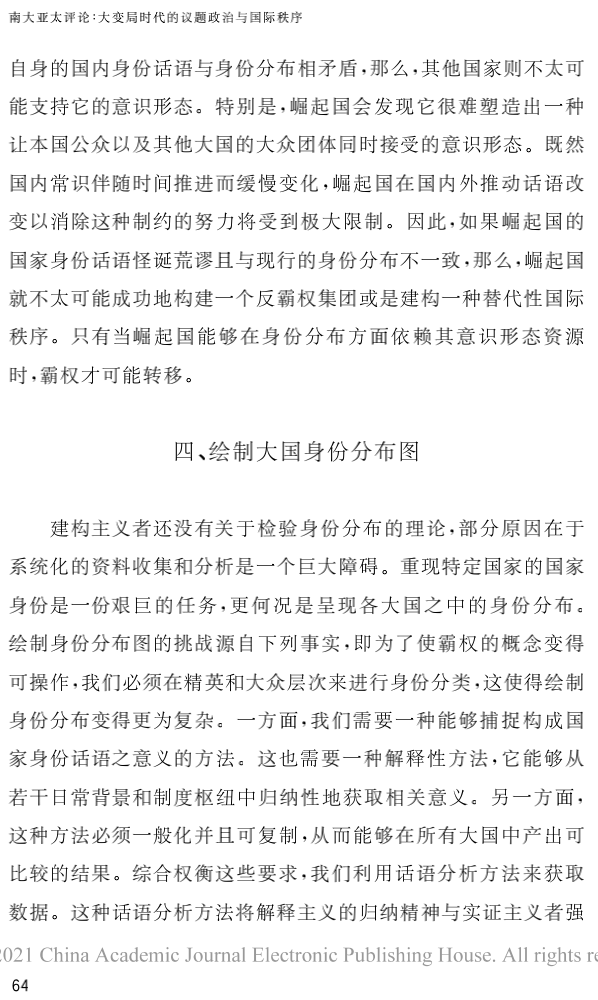 南大亚太评论:大变局时代的议题政治与国际秩序
自身的国内身份话语与身份分布相矛盾,那么,其他国家则不太可
能支持它的意识形态。特别是,崛起国会发现它很难塑造出一种
让本国公众以及其他大国的大众团体同时接受的意识形态。既然
国内常识伴随时间推进而缓慢变化,崛起国在国内外推动话语改
变以消除这种制约的努力将受到极大限制。因此,如果崛起国的
国家身份话语怪诞荒谬且与现行的身份分布不一致,那么,崛起国
就不太可能成功地构建一个反霸权集团或是建构一种替代性国际
秩序。只有当崛起国能够在身份分布方面依赖其意识形态资源
时,霸权才可能转移。
四、绘制大国身份分布图
建构主义者还没有关于检验身份分布的理论,部分原因在于
系统化的资料收集和分析是一个巨大障碍。重现特定国家的国家
身份是一份艰巨的任务,更何况是呈现各大国之中的身份分布。
绘制身份分布图的挑战源自下列事实,即为了使霸权的概念变得
可操作,我们必须在精英和大众层次来进行身份分类,这使得绘制
身份分布变得更为复杂。一方面,我们需要一种能够捕捉构成国
家身份话语之意义的方法。这也需要一种解释性方法,它能够从
若干日常背景和制度枢纽中归纳性地获取相关意义。另一方面,
这种方法必须一般化并且可复制,从而能够在所有大国中产出可
比较的结果。综合权衡这些要求,我们利用话语分析方法来获取
数据。这种话语分析方法将解释主义的归纳精神与实证主义者强
2021 China Academic Journal Electronic Publishing House. All rights re
64